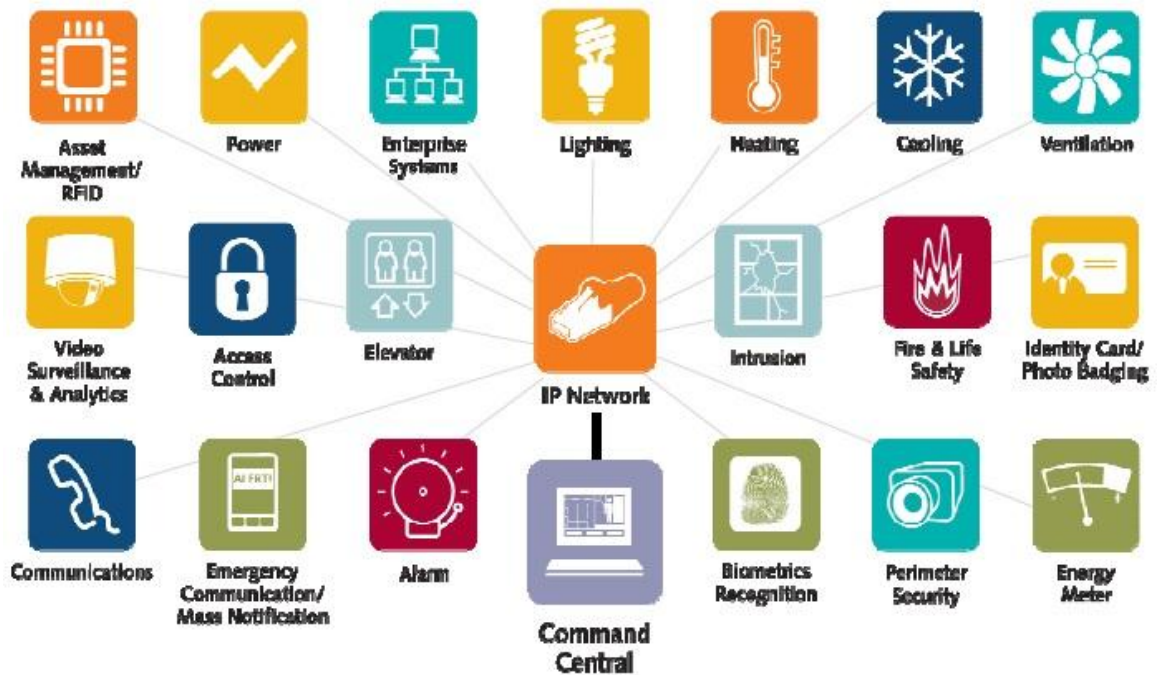 Asset
Management/
RFID
Power
Enterprise
Systems
Lighting
Heating
Cooling
Ventilation
Video
Surveillance
& Analytics
Access
Control
Elevator
IP Network
Intrusion
Fire & Life
Safety
Identity Card/
Photo Badging
Communications
ALERT!
Emergency
Communication/
Mass Notification
Alarm
Command
Central
Biometrics
Recognition
Perimeter
Security
Energy
Meter